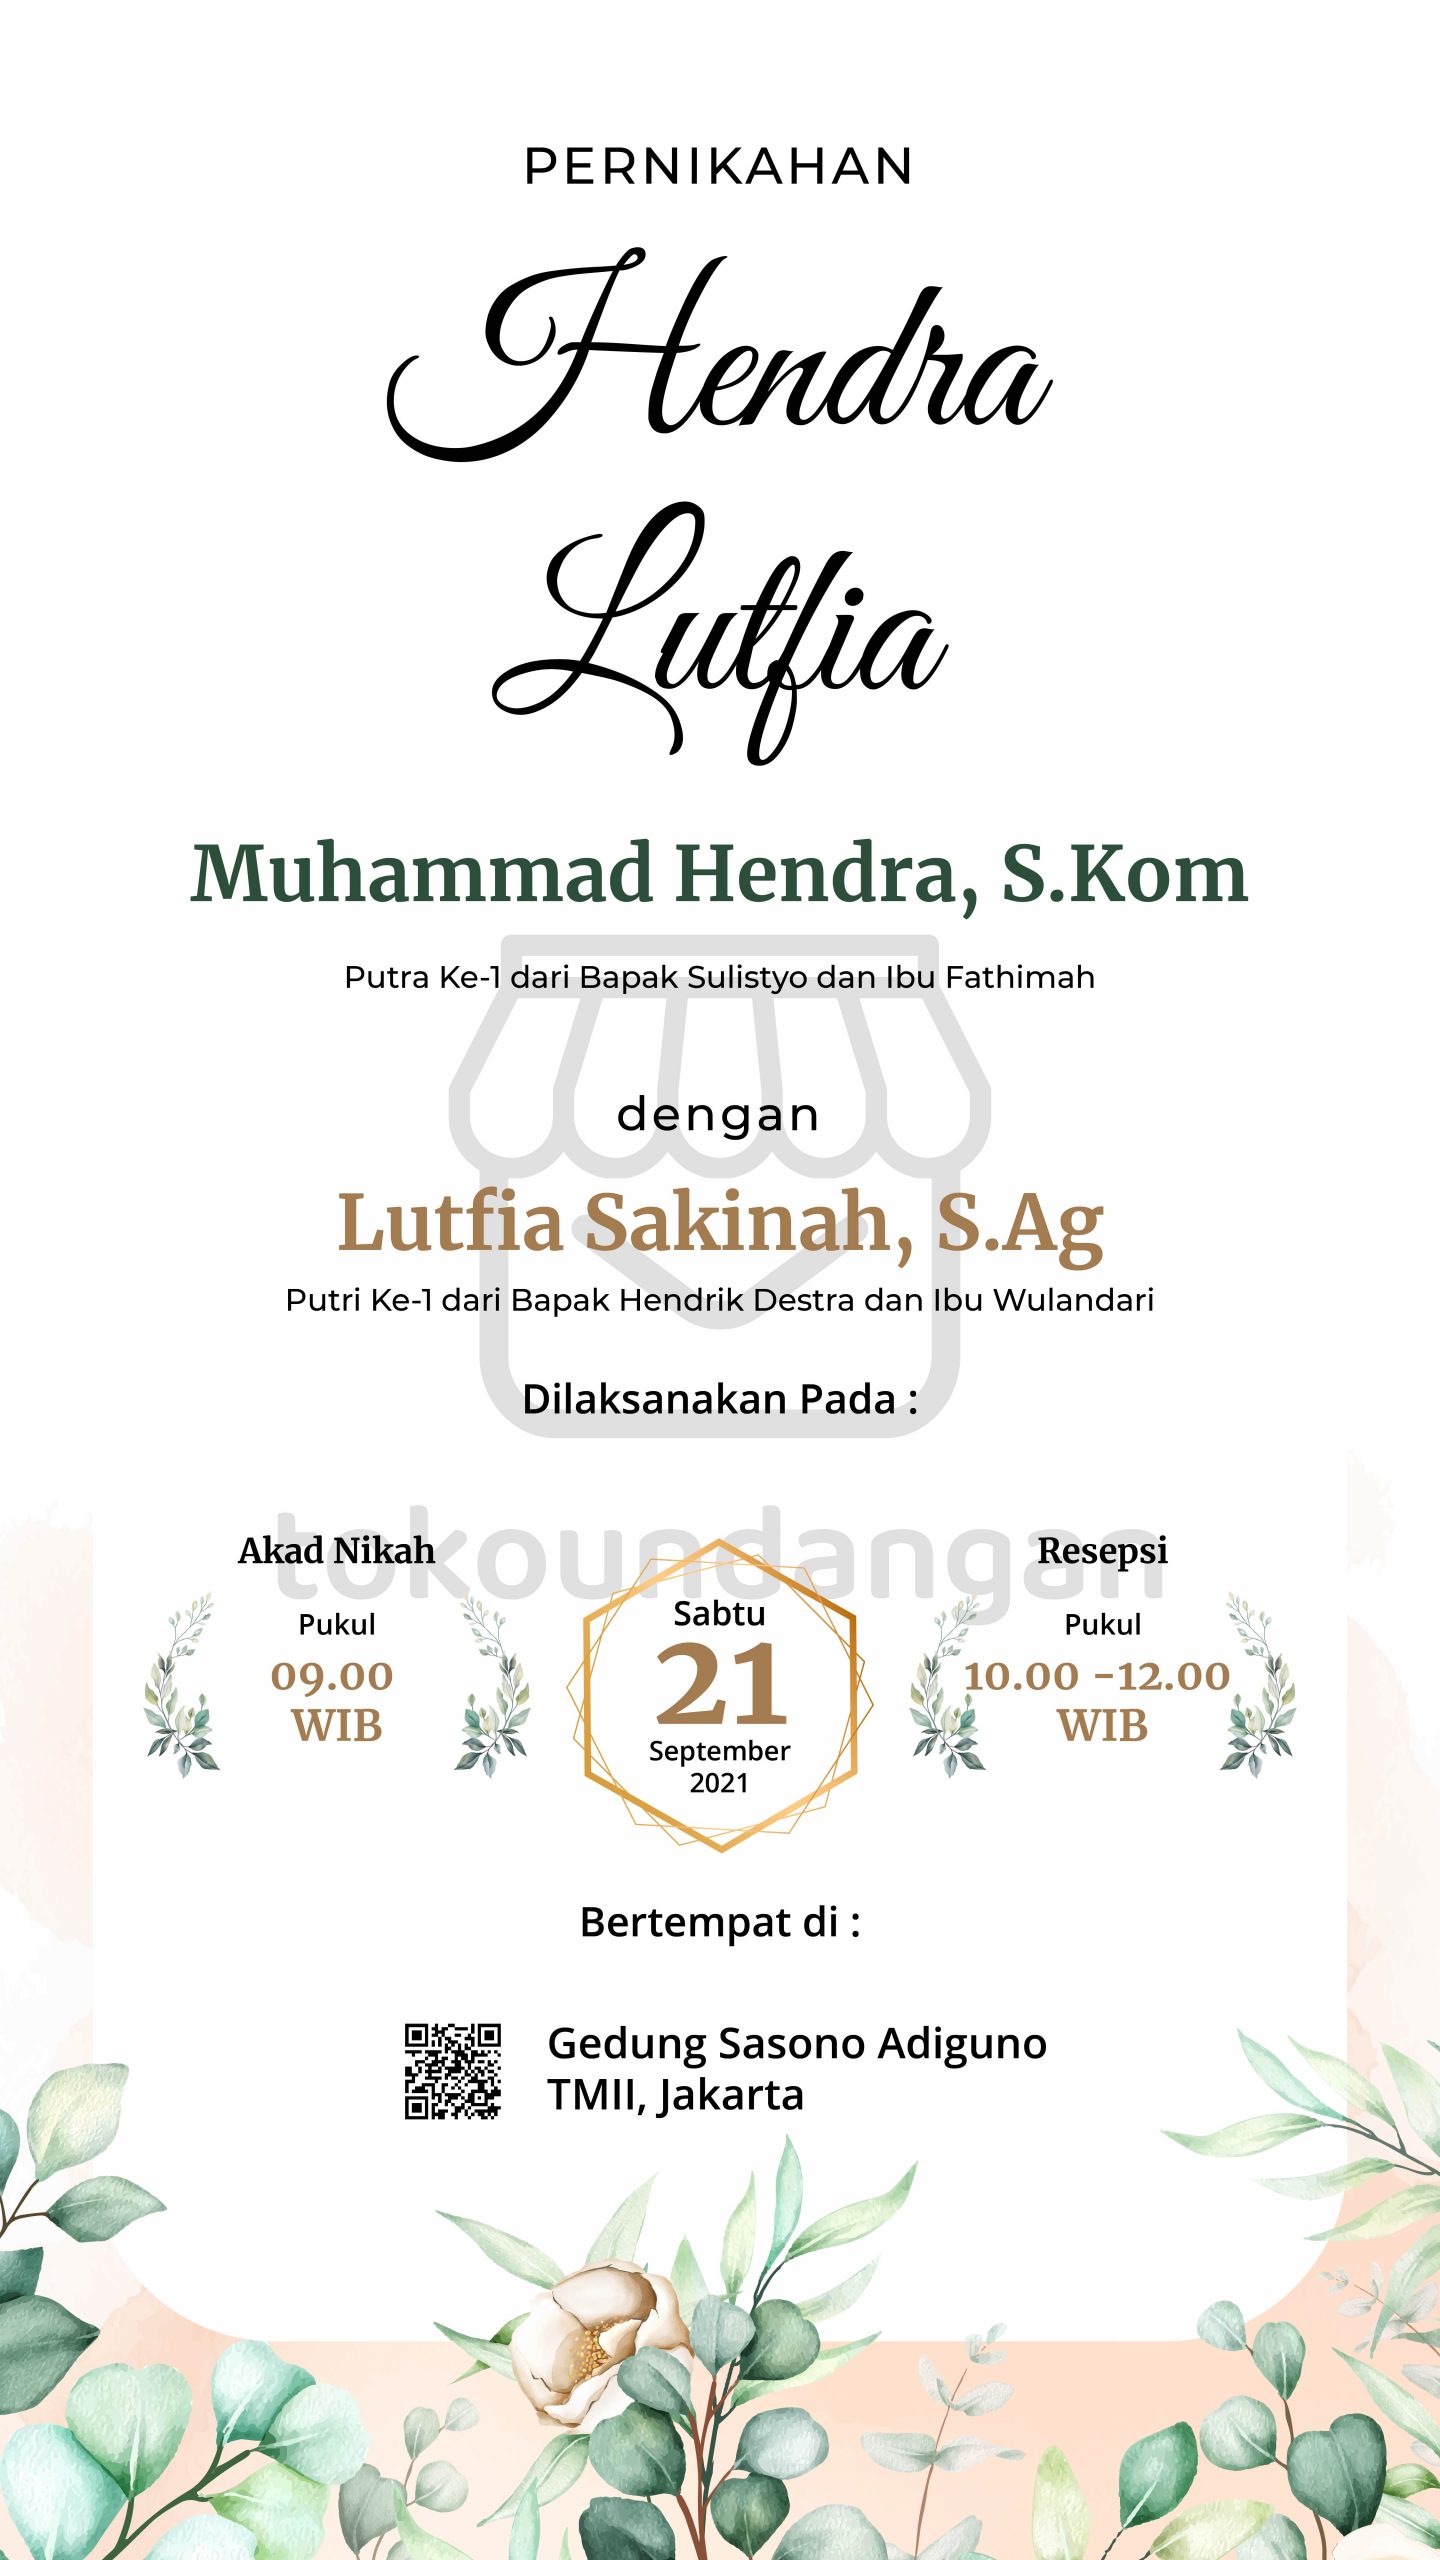 PERNIKAHAN
Hendra
Lutfia
Muhammad Hendra, S.Kom
Putra Ke-1 dari Bapak Sulistyo dan Ibu Fathimah
dengan
Lutfia Sakinah, S.Ag
Putri Ke-1 dari Bapak Hendrik Destra dan Ibu Wulandari
Dilaksanakan Pada :
tokoundangan
Akad Nikah
Pukul
09.00
WIB
Sabtu
21
September
2021
Resepsi
Pukul
10.00 -12.00
WIB
Bertempat di :
Gedung Sasono Adiguno
TMII, Jakarta